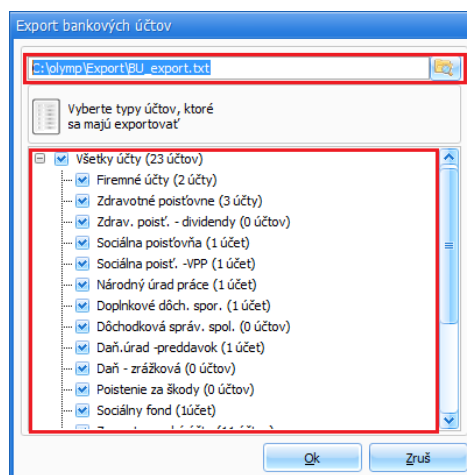 Export bankových účtov
C:\olymp\Export\BU_export.txt
Vyberte typy účtov, ktoré
sa majú exportovať
Všetky účty (23 účtov)
Firemné účty (2 účty)
Zdravotné poisťovne (3 účty)
Zdrav. poisť. - dividendy (0 účtov)
Sociálna poisťovňa (1 účet)
Sociálna poisť. -VPP (1 účet)
Národný úrad práce (1 účet)
Doplnkové dôch. spor. (1 účet)
Dôchodková správ. spol. (0 účtov)
Daň.úrad -preddavok (1 účet)
Daň - zrážková (0 účtov)
Poistenie za škody (0 účtov)
Sociálny fond (1účet)
Ok Zruš